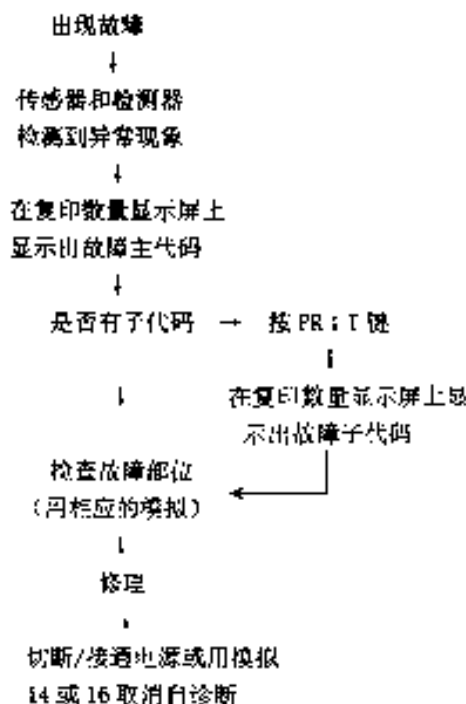 出现故障
传感器和检测器
检测到异常现象
在复印数量显示屏上
显示出故障主代码
是否有子代码 → 按 键
在复印数量显示屏上显
示出故障子代码
检查故障部位
（用相应的模拟）
修理
切断/接通电源或用模拟
14 或 16 取消自诊断